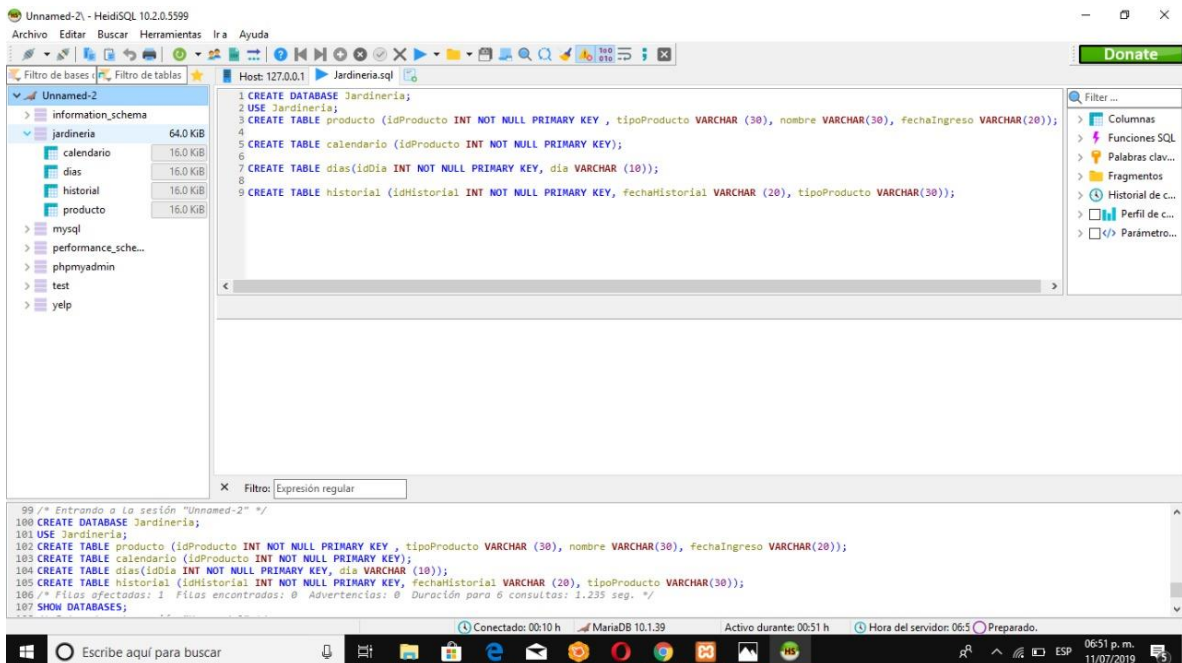 Unnamed-2\ - HeidiSQL 10.2.0.5599
Archivo Editar Buscar Herramientas Ir a Ayuda
Donate
Filtro de bases Filtro de tablas
Host: 127.0.0.1 Jardineria.sql
Unnamed-2
information_schema
jardineria 64.0 KiB
calendario 16.0 KiB
dias 16.0 KiB
historial 16.0 KiB
producto 16.0 KiB
mysql
performance_sche...
phpmyadmin
test
yelp
1 CREATE DATABASE Jardineria;
2 USE Jardineria;
3 CREATE TABLE producto (idProducto INT NOT NULL PRIMARY KEY , tipoProducto VARCHAR (30), nombre VARCHAR(30), fechaIngreso VARCHAR(20));
4
5 CREATE TABLE calendario (idProducto INT NOT NULL PRIMARY KEY);
6
7 CREATE TABLE dias(idDia INT NOT NULL PRIMARY KEY, dia VARCHAR (10));
8
9 CREATE TABLE historial (idHistorial INT NOT NULL PRIMARY KEY, fechaHistorial VARCHAR (20), tipoProducto VARCHAR(30));
Filter ...
Columnas
Funciones SQL
Palabras clav...
Fragmentos
Historial de c...
Perfil de c...
Parámetro...
Filtro: Expresión regular
99 /* Entrando a la sesión "Unnamed-2" */
100 CREATE DATABASE Jardineria;
101 USE Jardineria;
102 CREATE TABLE producto (idProducto INT NOT NULL PRIMARY KEY , tipoProducto VARCHAR (30), nombre VARCHAR(30), fechaIngreso VARCHAR(20));
103 CREATE TABLE calendario (idProducto INT NOT NULL PRIMARY KEY);
104 CREATE TABLE dias(idDia INT NOT NULL PRIMARY KEY, dia VARCHAR (10));
105 CREATE TABLE historial (idHistorial INT NOT NULL PRIMARY KEY, fechaHistorial VARCHAR (20), tipoProducto VARCHAR(30));
106 /* Filas afectadas: 1 Filas encontradas: 0 Advertencias: 0 Duración para 6 consultas: 1.235 seg. */
107 SHOW DATABASES;
Conectado: 00:10 h MariaDB 10.1.39 Activo durante: 00:51 h Hora del servidor: 06:5 Preparado.
Escribe aquí para buscar
ESP
06:51 p. m.
11/07/2019